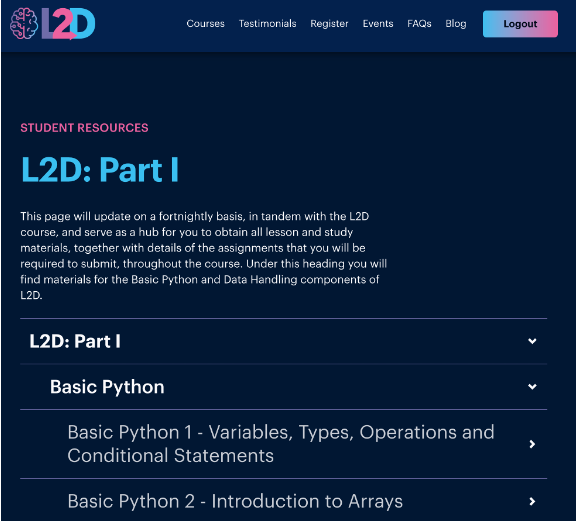 L2D
Courses Testimonials Register Events FAQs Blog Logout
STUDENT RESOURCES
L2D: Part I
This page will update on a fortnightly basis, in tandem with the L2D
course, and serve as a hub for you to obtain all lesson and study
materials, together with details of the assignments that you will be
required to submit, throughout the course. Under this heading you will
find materials for the Basic Python and Data Handling components of
L2D.
L2D: Part I
Basic Python
Basic Python 1 - Variables, Types, Operations and
Conditional Statements
Basic Python 2 - Introduction to Arrays